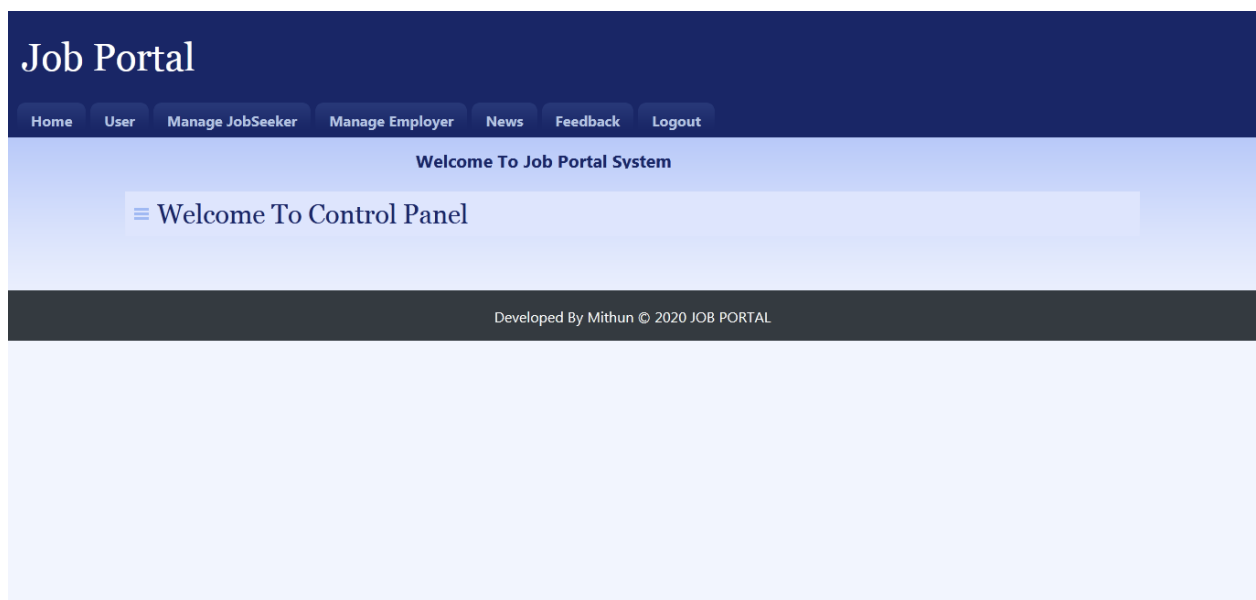 Job Portal
Home User Manage JobSeeker Manage Employer News Feedback Logout
Welcome To Job Portal System
Welcome To Control Panel
Developed By Mithun © 2020 JOB PORTAL